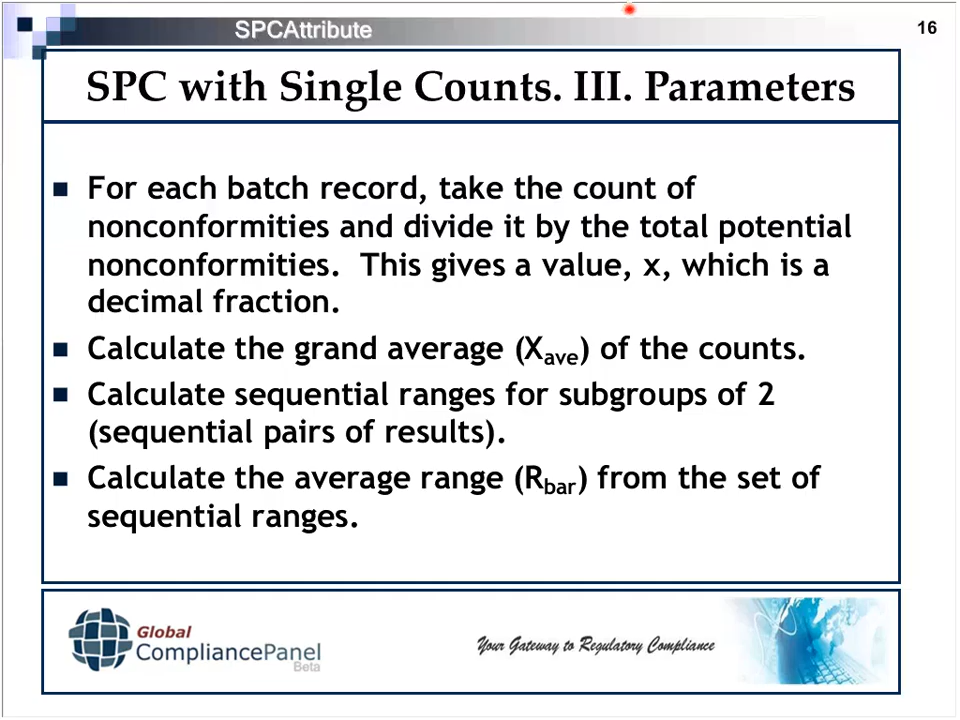 SPCAttribute
16
SPC with Single Counts. III. Parameters
For each batch record, take the count of
nonconformities and divide it by the total potential
nonconformities.  This gives a value, x, which is a
decimal fraction.
Calculate the grand average (Xave) of the counts.
Calculate sequential ranges for subgroups of 2
(sequential pairs of results).
Calculate the average range (Rbar) from the set of
sequential ranges.
Global
CompliancePanel
Beta
Your Gateway to Regulatory Compliance